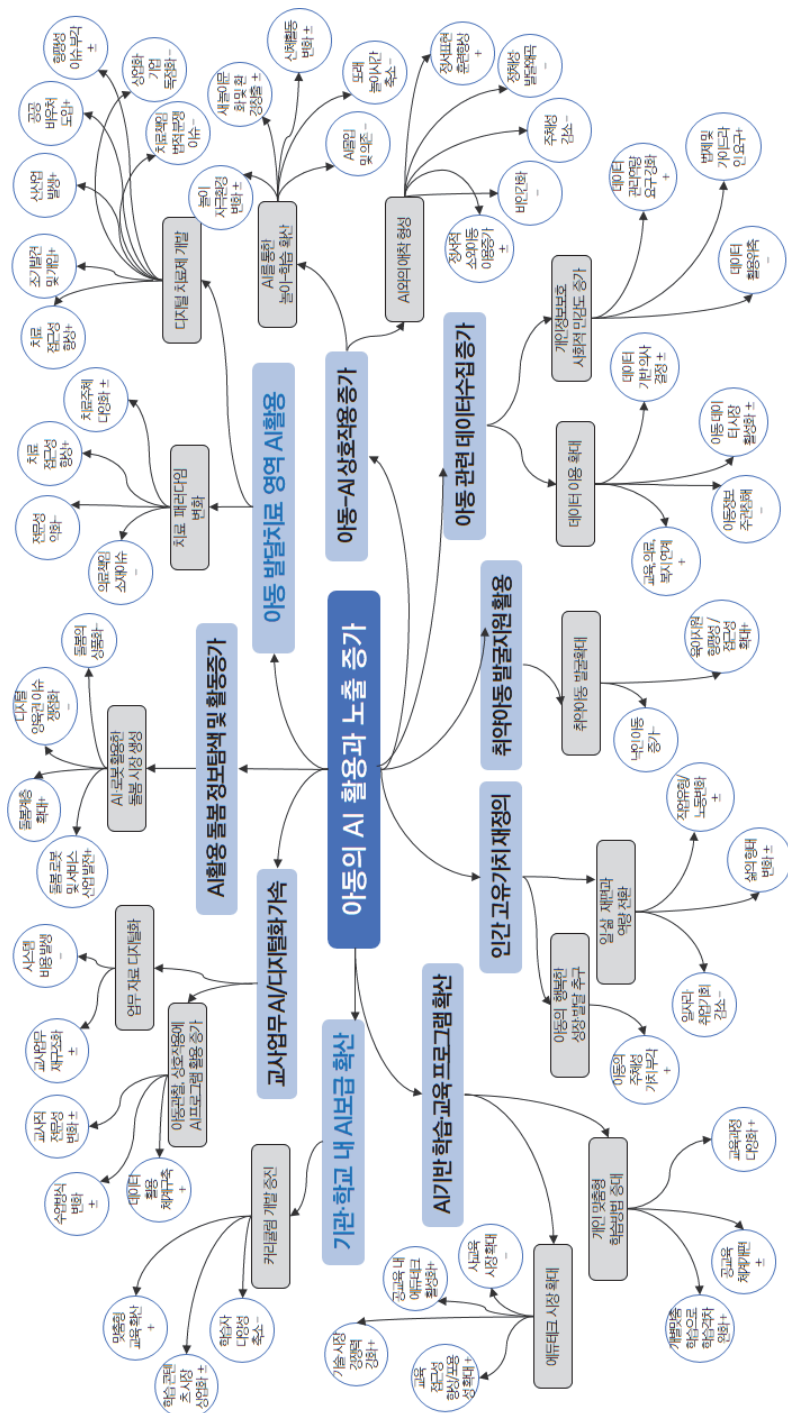 아동의 AI 활용과 노출 증가
기관·학교 내 AI보급 확산
커리큘럼 개발 증진
학습콘텐
츠시장
상업화 ±
맞춤형
교육 확산
+
학습자
다양성
축소 –
교사업무 AI/디지털화 가속
아동관찰, 상호작용에
AI프로그램 활용 증가
수업방식
변화
±
교사직
전문성
변화 ±
데이터
활용
체계구축
+
업무 자료 디지털화
교사업무
재구조화
±
시스템
비용발생
–
AI활용 돌봄 정보탐색 및 활동증가
AI·로봇 활용한
돌봄 시장 생성
돌봄로봇
및 서비스
산업 발전+
돌봄계층
확대+
디지털
양육권 이슈
쟁점화
–
돌봄의
상품화–
아동 발달치료 영역 AI활용
치료 패러다임
변화
의료책임
소재이슈
–
전문성
약화–
치료
접근성
향상+
치료주체
다양화 ±
디지털 치료제 개발
치료
접근성
향상+
조기발견
및 개입+
신산업
발생+
공공
바우처
도입+
형평성
이슈부각
±
상업화
기업
독점화–
치료책임
법적분쟁
이슈 –
아동–AI 상호작용 증가
AI를 통한
놀이–학습 확산
놀이
자극환경
변화 ±
새놀이문
화 및 환
경창출 ±
신체활동
변화 ±
또래
놀이시간
축소 –
AI몰입
및 의존 –
AI와의 애착 형성
정서적
소외아동
이용증가
±
비인간화
–
주체성
감소 –
정체성
발달왜곡
–
정서표현
훈련향상
+
아동 관련 데이터수집 증가
개인정보보호
사회적 민감도 증가
데이터
관리역량
요구 강화
+
법제 및
가이드라
인 요구+
데이터
활용위축
–
데이터 이용 확대
교육, 의료,
복지 연계
+
아동정보
주권침해
–
아동 데이
터 시장
활성화 ±
데이터
기반 의사
결정 ±
취약아동 발굴지원 활용
취약아동 발굴확대
낙인 아동
증가–
육아지원
형평성 /
접근성
확대+
인간 고유가치 재정의
아동의 행복한
성장 발달 추구
아동의
주체성
가치 부각
+
일·삶 재편과
역량 전환
일자리
취업기회
감소 –
삶의 형태
변화 ±
직업유형/
노동변화
±
AI기반 학습·교육 프로그램 확산
에듀테크 시장 확대
교육
접근성
향상/포용
성 확대 +
기술 시장
경쟁력
강화 +
공교육 내
에듀테크
활성화+
사교육
시장 확대
–
개인 맞춤형
학습방법 증대
개별맞춤
학습으로
학습격차
완화 +
공교육
체계개편
±
교육과정
다양화+